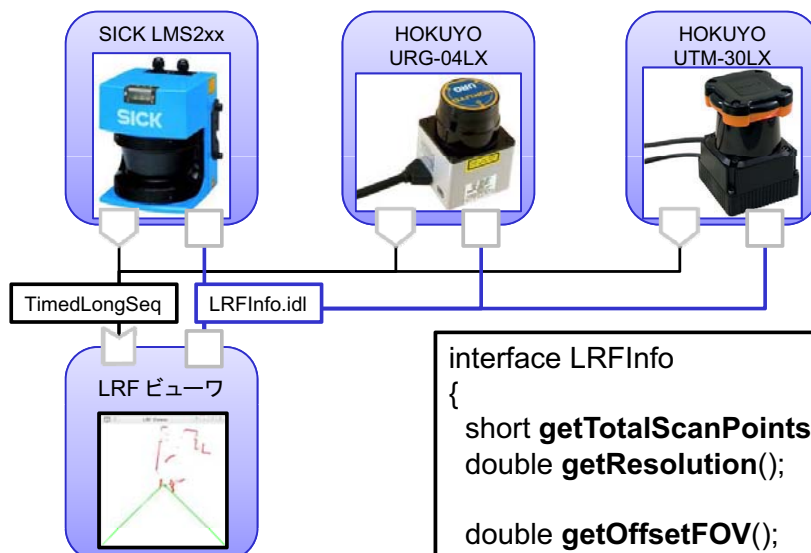 SICK LMS2xx
HOKUYO
URG-04LX
HOKUYO
UTM-30LX
SICK
URG
TimedLongSeq
LRFInfo.idl
LRF ビューワ
interface LRFInfo
{
short getTotalScanPoints
double getResolution();
double getOffsetFOV();